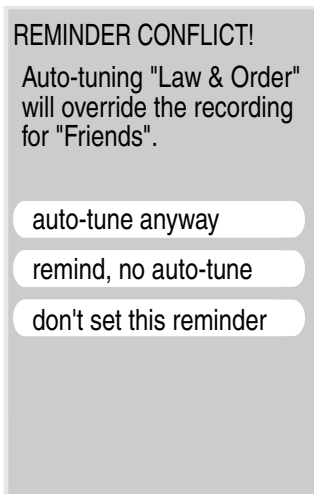 REMINDER CONFLICT!
Auto-tuning "Law & Order"
will override the recording
for "Friends".
auto-tune anyway
remind, no auto-tune
don't set this reminder